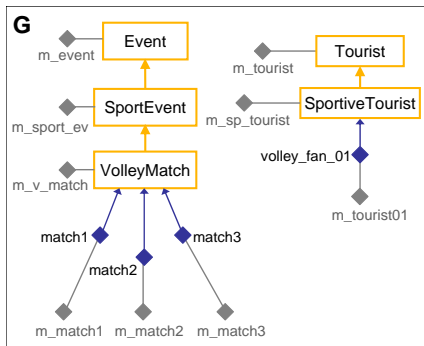 G
Event
m_event
Tourist
m_tourist
SportEvent
m_sport_ev
SportiveTourist
m_sp_tourist
VolleyMatch
m_v_match
volley_fan_01
m_tourist01
match1
match2
match3
m_match1
m_match2
m_match3